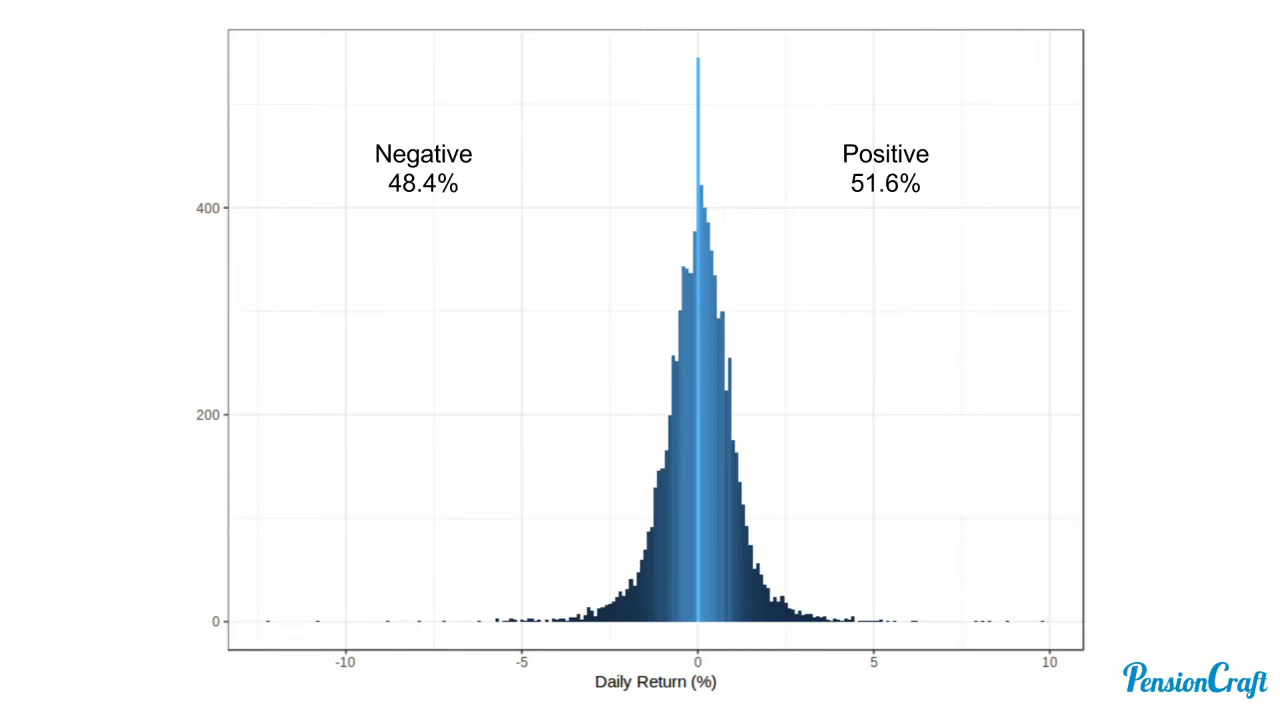 Negative
48.4%
Positive
51.6%
400
200
0
-10
-5
0
5
10
Daily Return (%)
PensionCraft